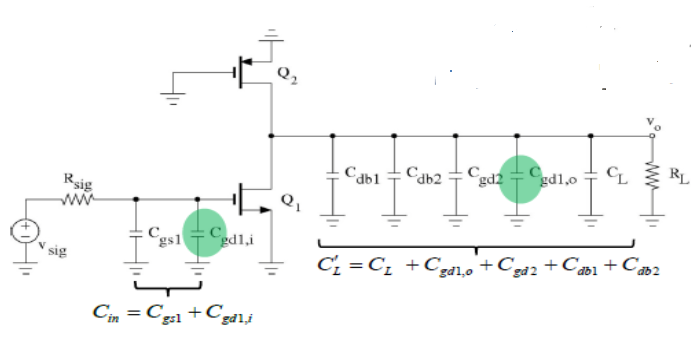 Q2
vo
Rsig
Cdb1 Cdb2 Cgd2 Cgd1,o CL RL
Q1
vsig
Cgs1 Cgd1,i
C'L = CL + Cgd1,o + Cgd2 + Cdb1 + Cdb2
Cin = Cgs1 + Cgd1,i